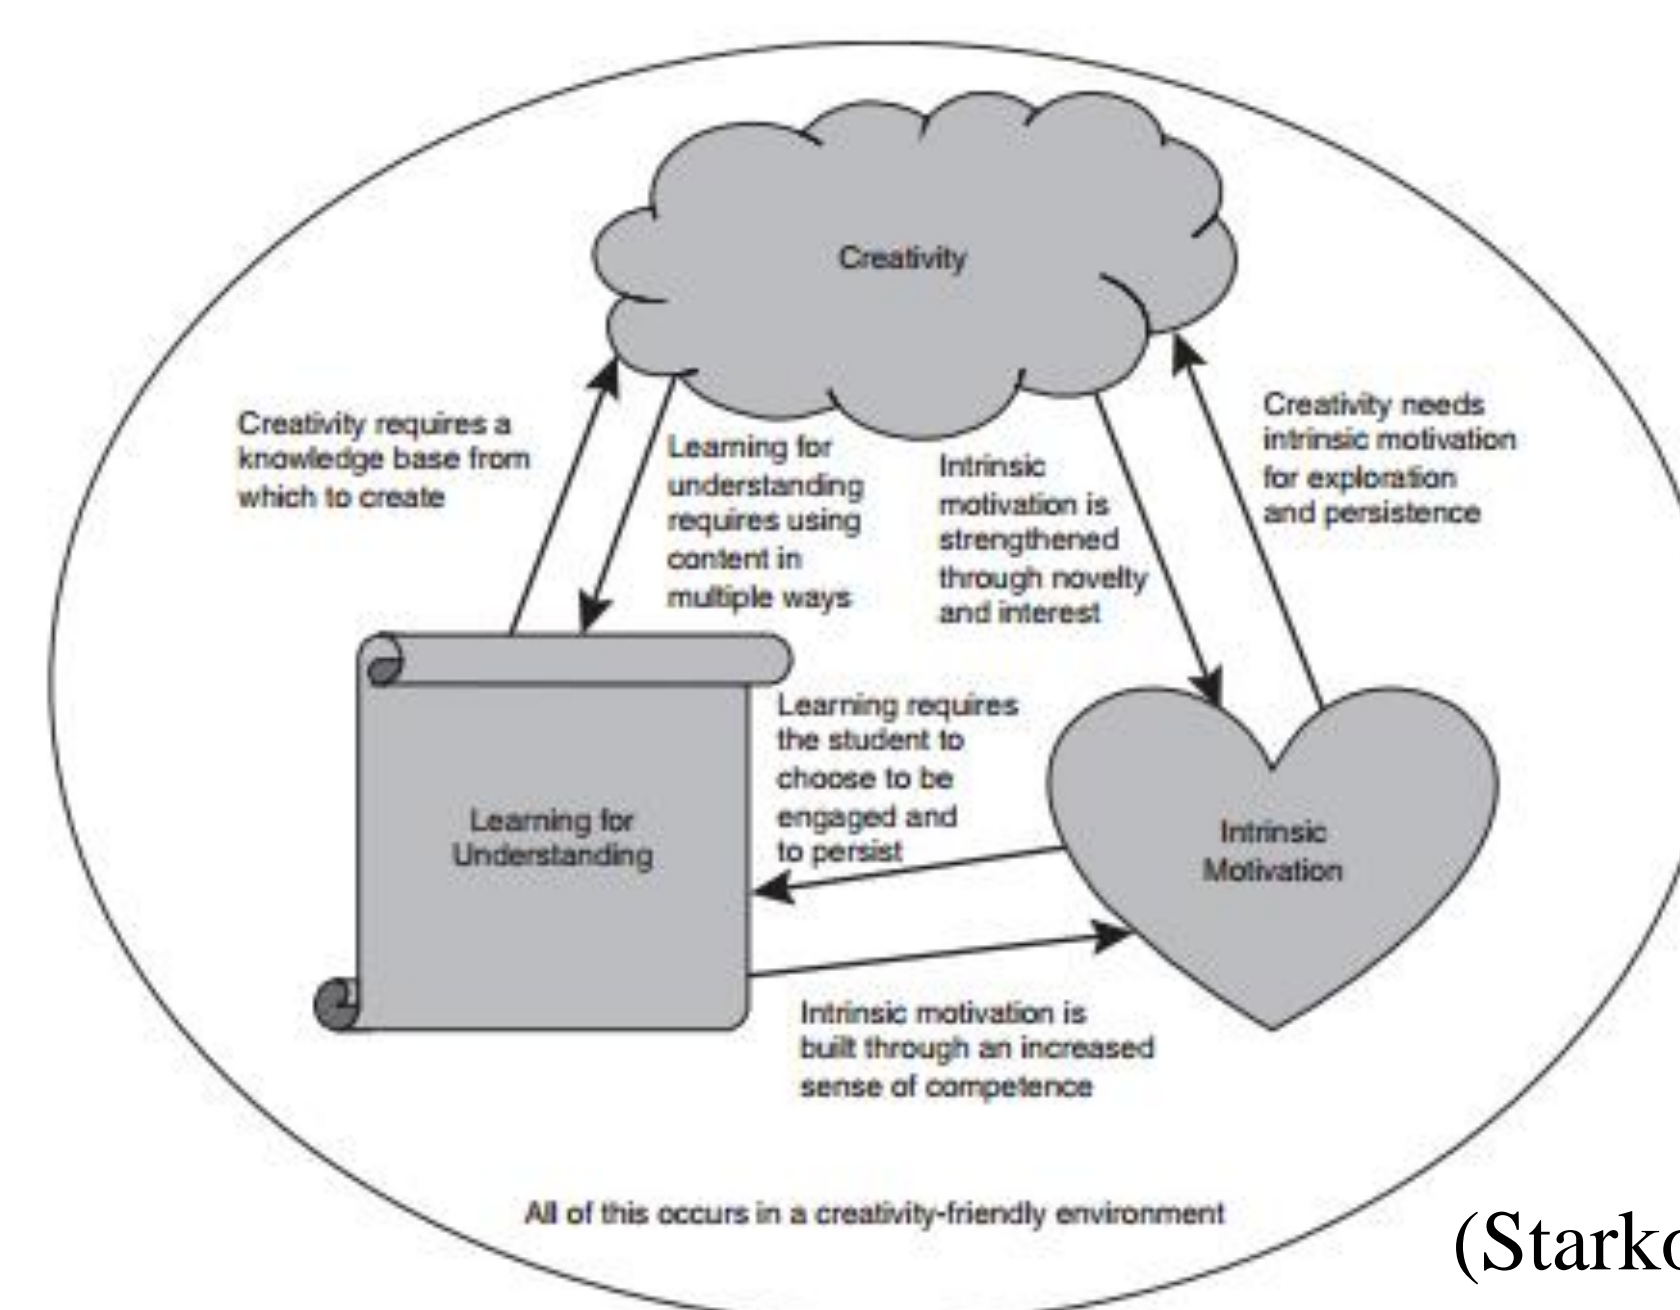 Creativity
Creativity requires a
knowledge base from
which to create
Learning for
understanding
requires using
content in
multiple ways
Intrinsic
motivation is
strengthened
through novelty
and interest
Creativity needs
intrinsic motivation
for exploration
and persistence
Learning requires
the student to
choose to be
engaged and
to persist
Learning for
Understanding
Intrinsic
Motivation
Intrinsic motivation is
built through an increased
sense of competence
All of this occurs in a creativity-friendly environment